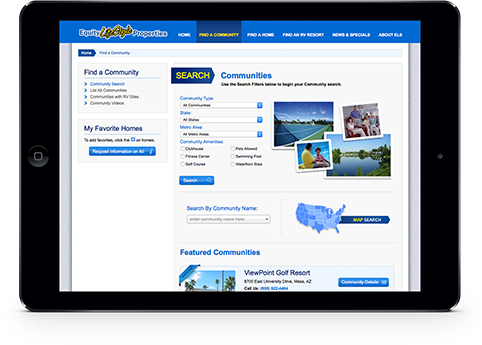 Equity LifeStyle Properties
HOME FIND A COMMUNITY FIND A HOME FIND AN RV RESORT NEWS & SPECIALS ABOUT ELS
Home Find a Community
Find a Community
Community Search
List All Communities
Communities with RV Sites
Community Videos
My Favorite Homes
To add favorites, click the on homes.
Request Information on All
SEARCH Communities
Use the Search Filters below to begin your Community search.
Community Type:
All Communities
State:
All States
Metro Area:
All Metro Areas
Community Amenities:
Clubhouse Pets Allowed
Fitness Center Swimming Pool
Golf Course Waterfront Sites
Search
Search By Community Name:
enter community name here
MAP SEARCH
Featured Communities
ViewPoint Golf Resort
8700 East University Drive, Mesa, AZ
Call Us:
Community Details